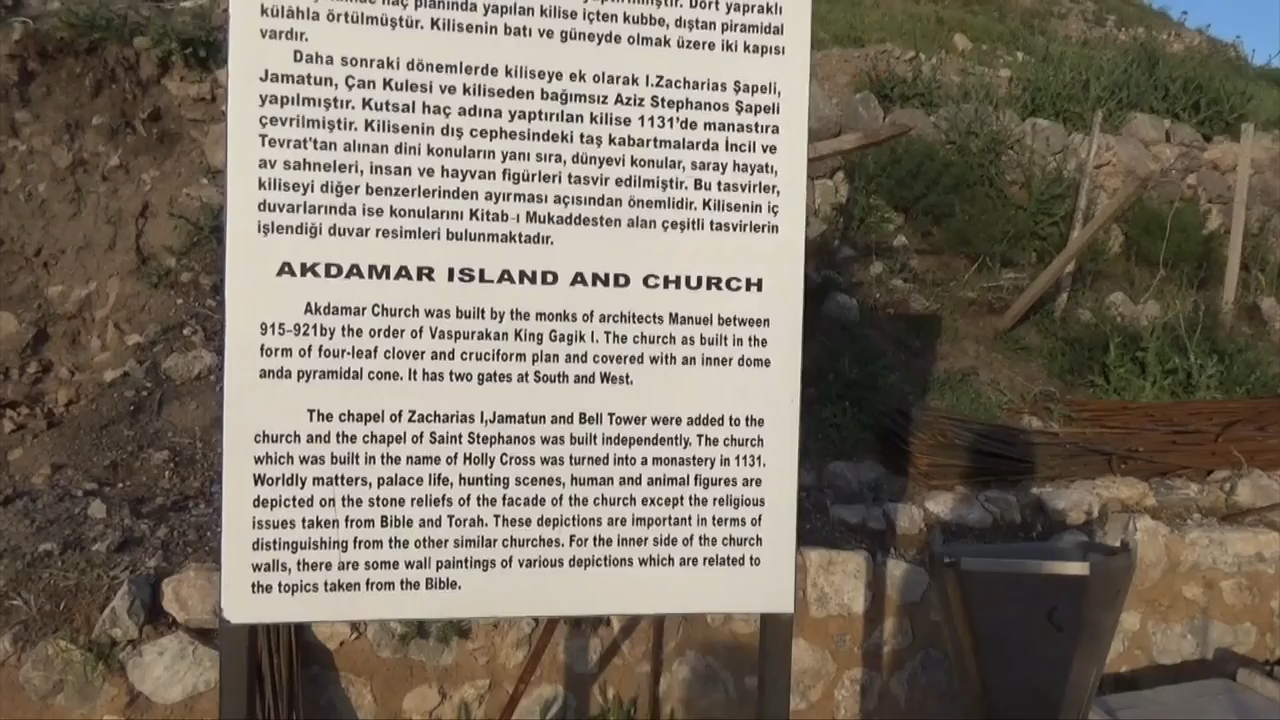 haç planında yapılan kilise içten kubbe, dıştan piramidal
külâhla örtülmüştür. Kilisenin batı ve güneyde olmak üzere iki kapısı
vardır.
Daha sonraki dönemlerde kiliseye ek olarak I.Zacharias Şapeli,
Jamatun, Çan Kulesi ve kiliseden bağımsız Aziz Stephanos Şapeli
yapılmıştır. Kutsal haç adına yaptırılan kilise 1131'de manastıra
çevrilmiştir. Kilisenin dış cephesindeki taş kabartmalarda İncil ve
Tevrat'tan alınan dini konuların yanı sıra, dünyevi konular, saray hayatı,
av sahneleri, insan ve hayvan figürleri tasvir edilmiştir. Bu tasvirler,
kiliseyi diğer benzerlerinden ayırması açısından önemlidir. Kilisenin iç
duvarlarında ise konularını Kitab-ı Mukaddesten alan çeşitli tasvirlerin
işlendiği duvar resimleri bulunmaktadır.
AKDAMAR ISLAND AND CHURCH
Akdamar Church was built by the monks of architects Manuel between
915-921by the order of Vaspurakan King Gagik I. The church as built in the
form of four-leaf clover and cruciform plan and covered with an inner dome
anda pyramidal cone. It has two gates at South and West.
The chapel of Zacharias I,Jamatun and Bell Tower were added to the
church and the chapel of Saint Stephanos was built independently. The church
which was built in the name of Holly Cross was turned into a monastery in 1131.
Worldly matters, palace life, hunting scenes, human and animal figures are
depicted on the stone reliefs of the facade of the church except the religious
issues taken from Bible and Torah. These depictions are important in terms of
distinguishing from the other similar churches. For the inner side of the church
walls, there are some wall paintings of various depictions which are related to
the topics taken from the Bible.